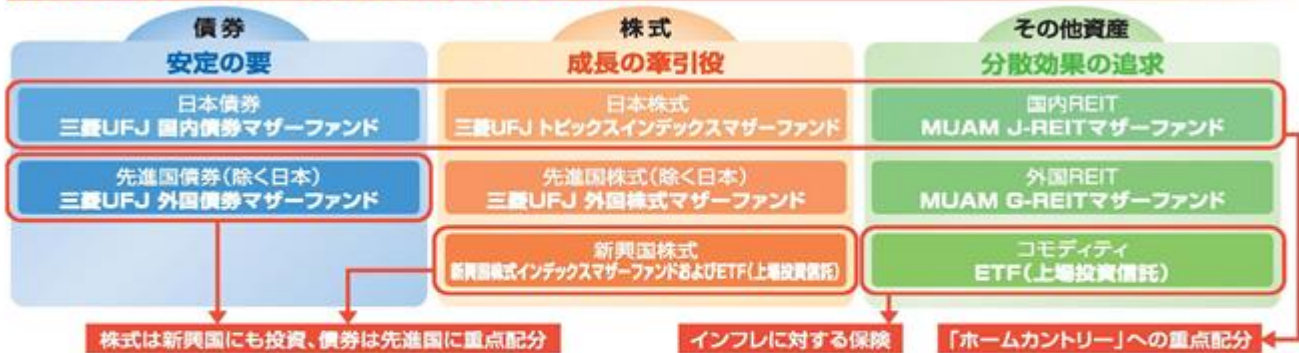 債券
安定の要
日本債券
三菱UFJ 国内債券マザーファンド
先進国債券(除く日本)
三菱UFJ 外国債券マザーファンド
株式
成長の牽引役
日本株式
三菱UFJ トピックスインデックスマザーファンド
先進国株式(除く日本)
三菱UFJ 外国株式マザーファンド
新興国株式
新興国株式インデックスマザーファンドおよびETF(上場投資信託)
その他資産
分散効果の追求
国内REIT
MUAM J-REITマザーファンド
外国REIT
MUAM G-REITマザーファンド
コモディティ
ETF(上場投資信託)
株式は新興国にも投資、債券は先進国に重点配分
インフレに対する保険
「ホームカントリー」への重点配分